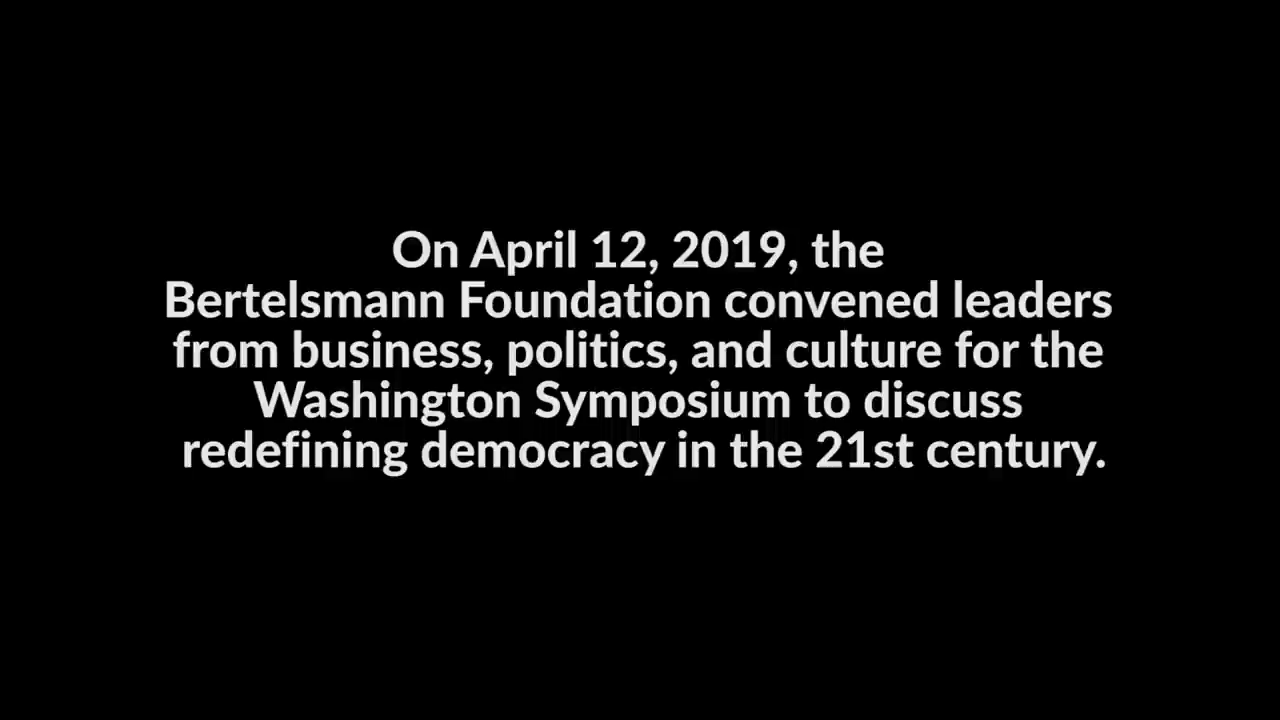 On April 12, 2019, the
Bertelsmann Foundation convened leaders
from business, politics, and culture for the
Washington Symposium to discuss
redefining democracy in the 21st century.